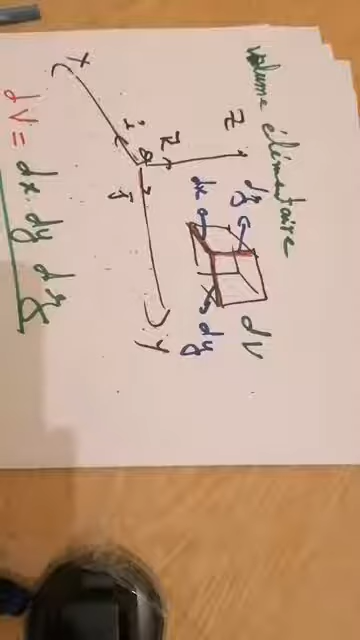 volume élémentaire
Z
dz
dx
dV
dy
k
i
O
j
X
Y
dV = dx. dy dz